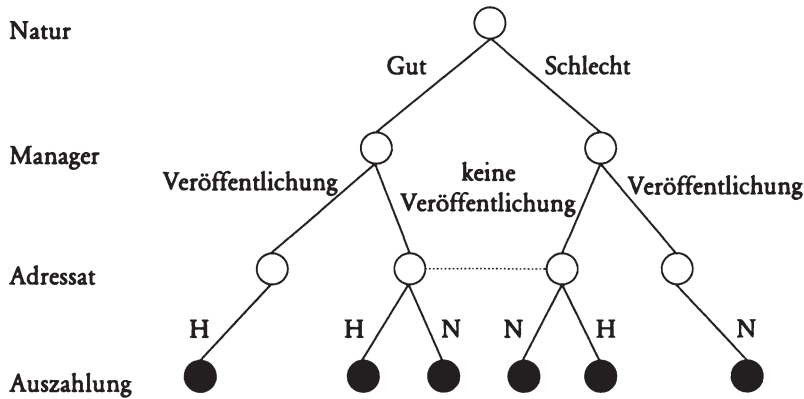 Natur
Gut
Schlecht
Manager
Veröffentlichung
keine
Veröffentlichung
Veröffentlichung
Adressat
H
H
N
N
H
N
Auszahlung